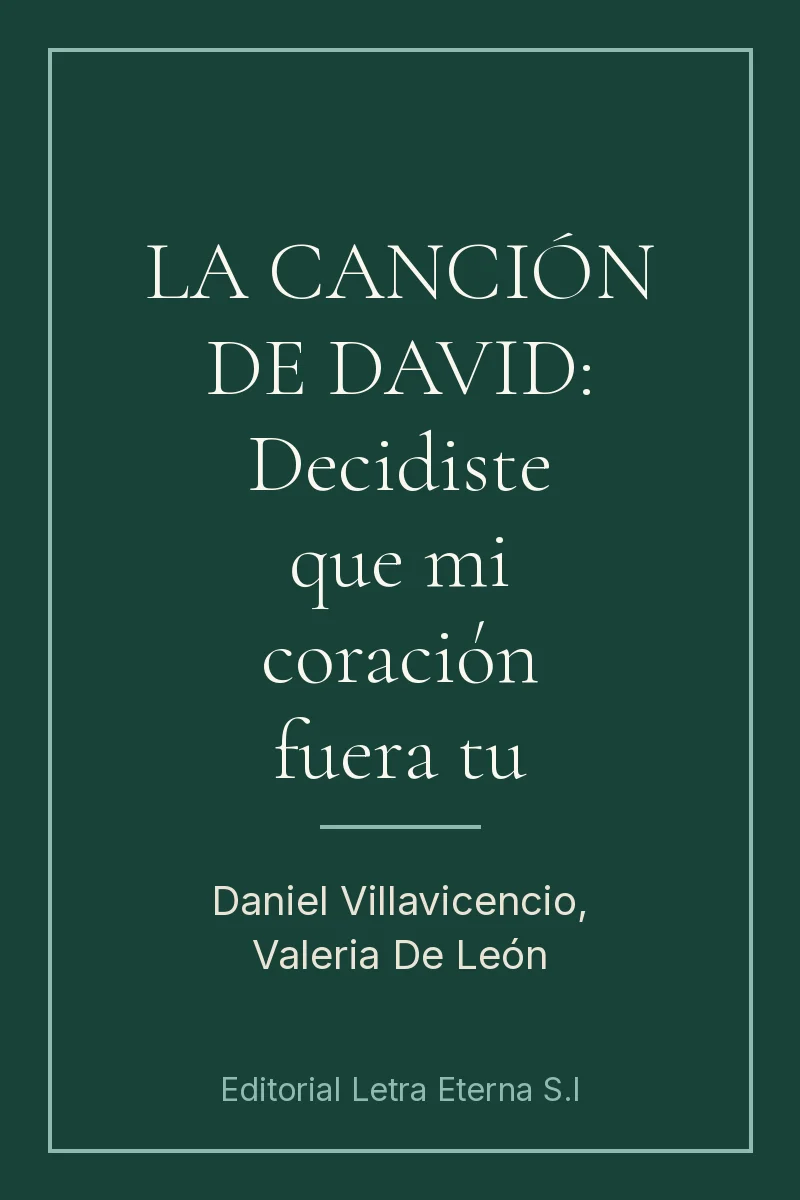 LA CANCIÓN
DE DAVID:
Decidiste
que mi
coración
fuera tu
Daniel Villavicencio,
Valeria De León
Editorial Letra Eterna S.l